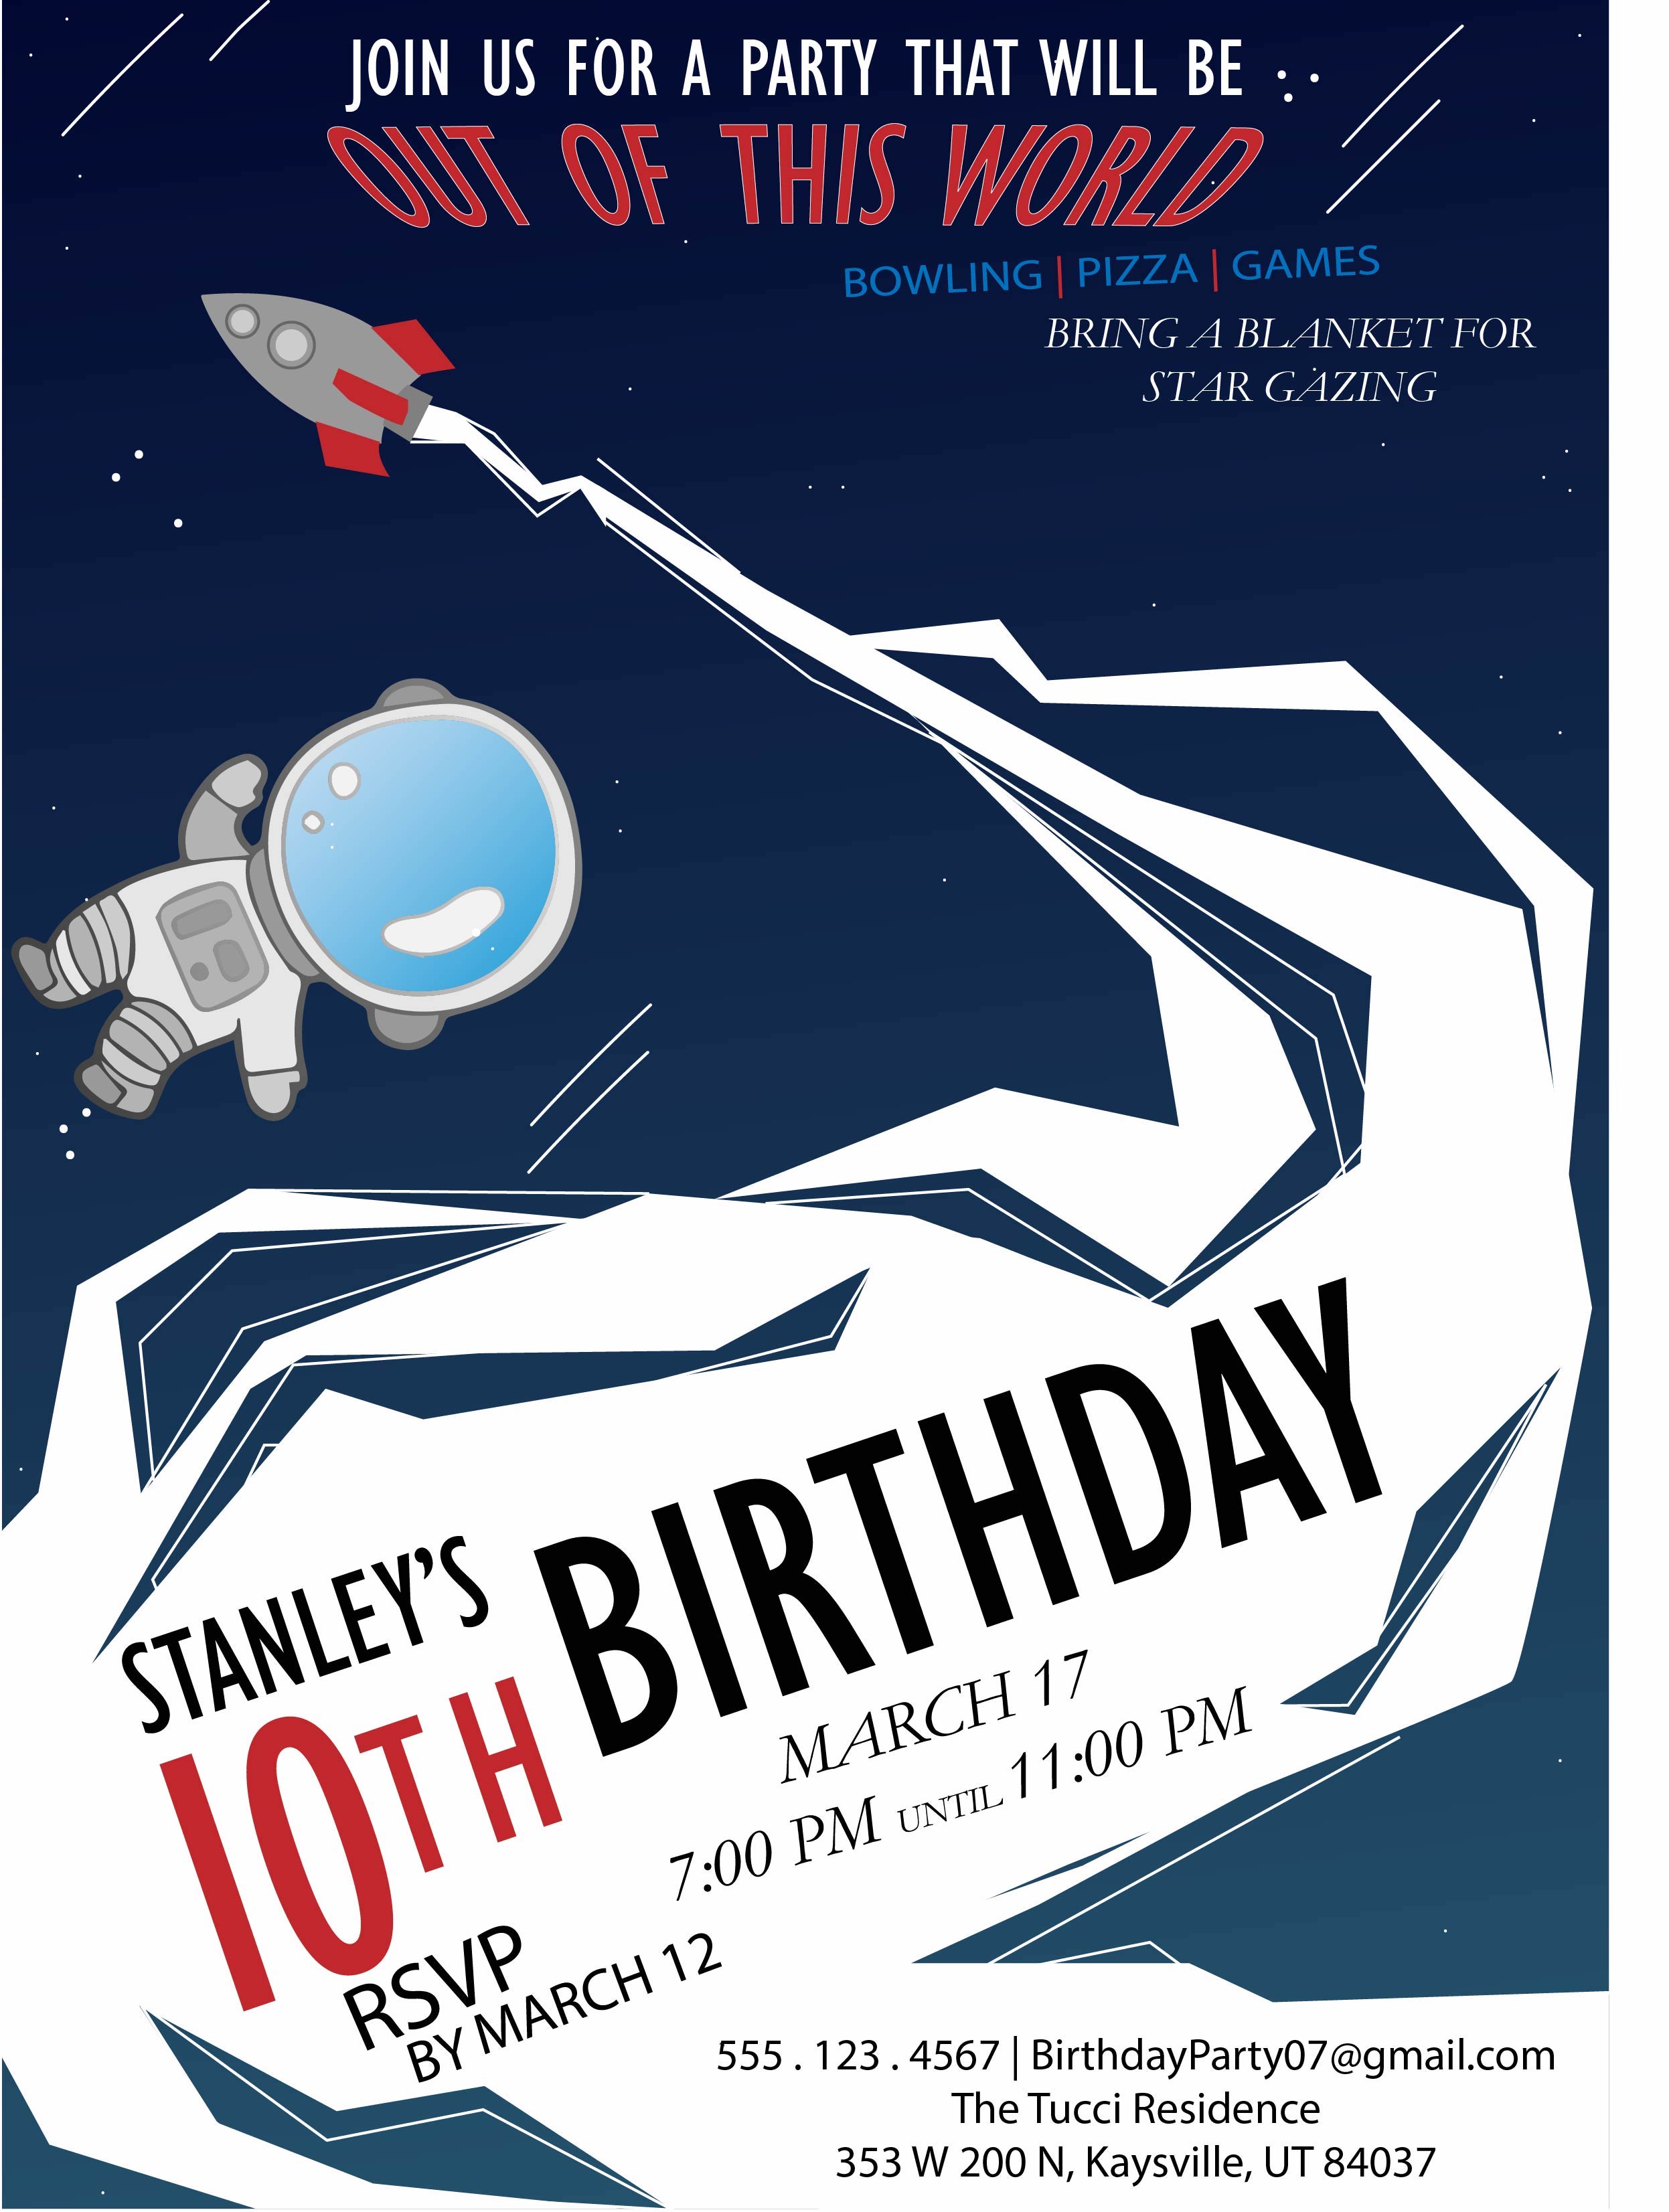 JOIN US FOR A PARTY THAT WILL BE
OUT OF THIS WORLD
BOWLING | PIZZA | GAMES
BRING A BLANKET FOR
STAR GAZING
STANLEY'S
10TH BIRTHDAY
MARCH 17
7:00 PM UNTIL 11:00 PM
RSVP
BY MARCH 12
555 . 123 . 4567 | BirthdayParty07@gmail.com
The Tucci Residence
353 W 200 N, Kaysville, UT 84037